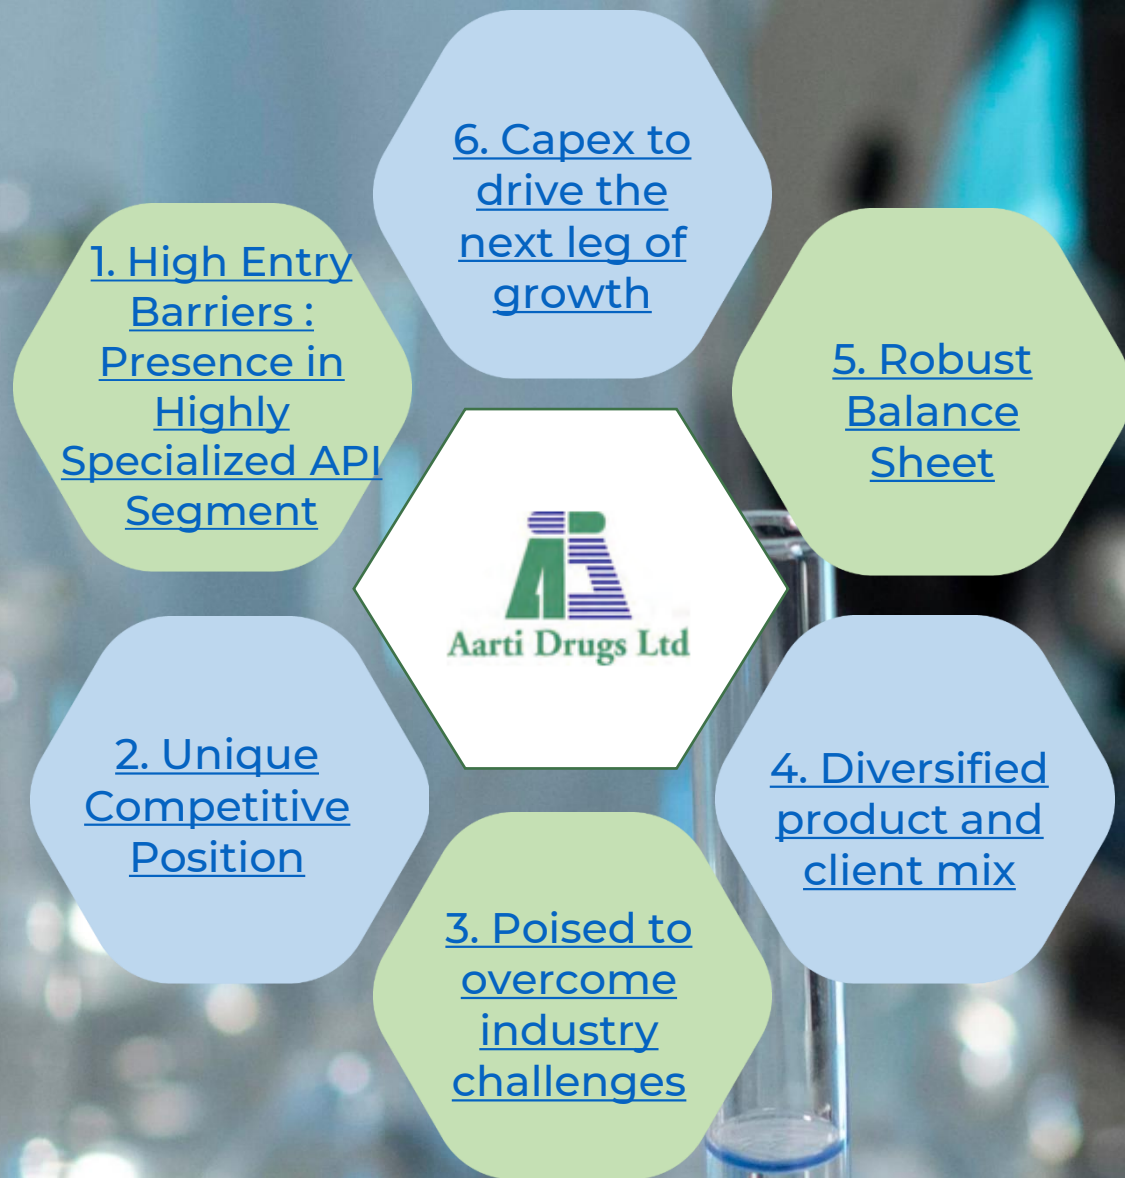 6. Capex to
drive the
next leg of
growth
1. High Entry
Barriers :
Presence in
Highly
Specialized API
Segment
5. Robust
Balance
Sheet
Aarti Drugs Ltd
2. Unique
Competitive
Position
4. Diversified
product and
client mix
3. Poised to
overcome
industry
challenges